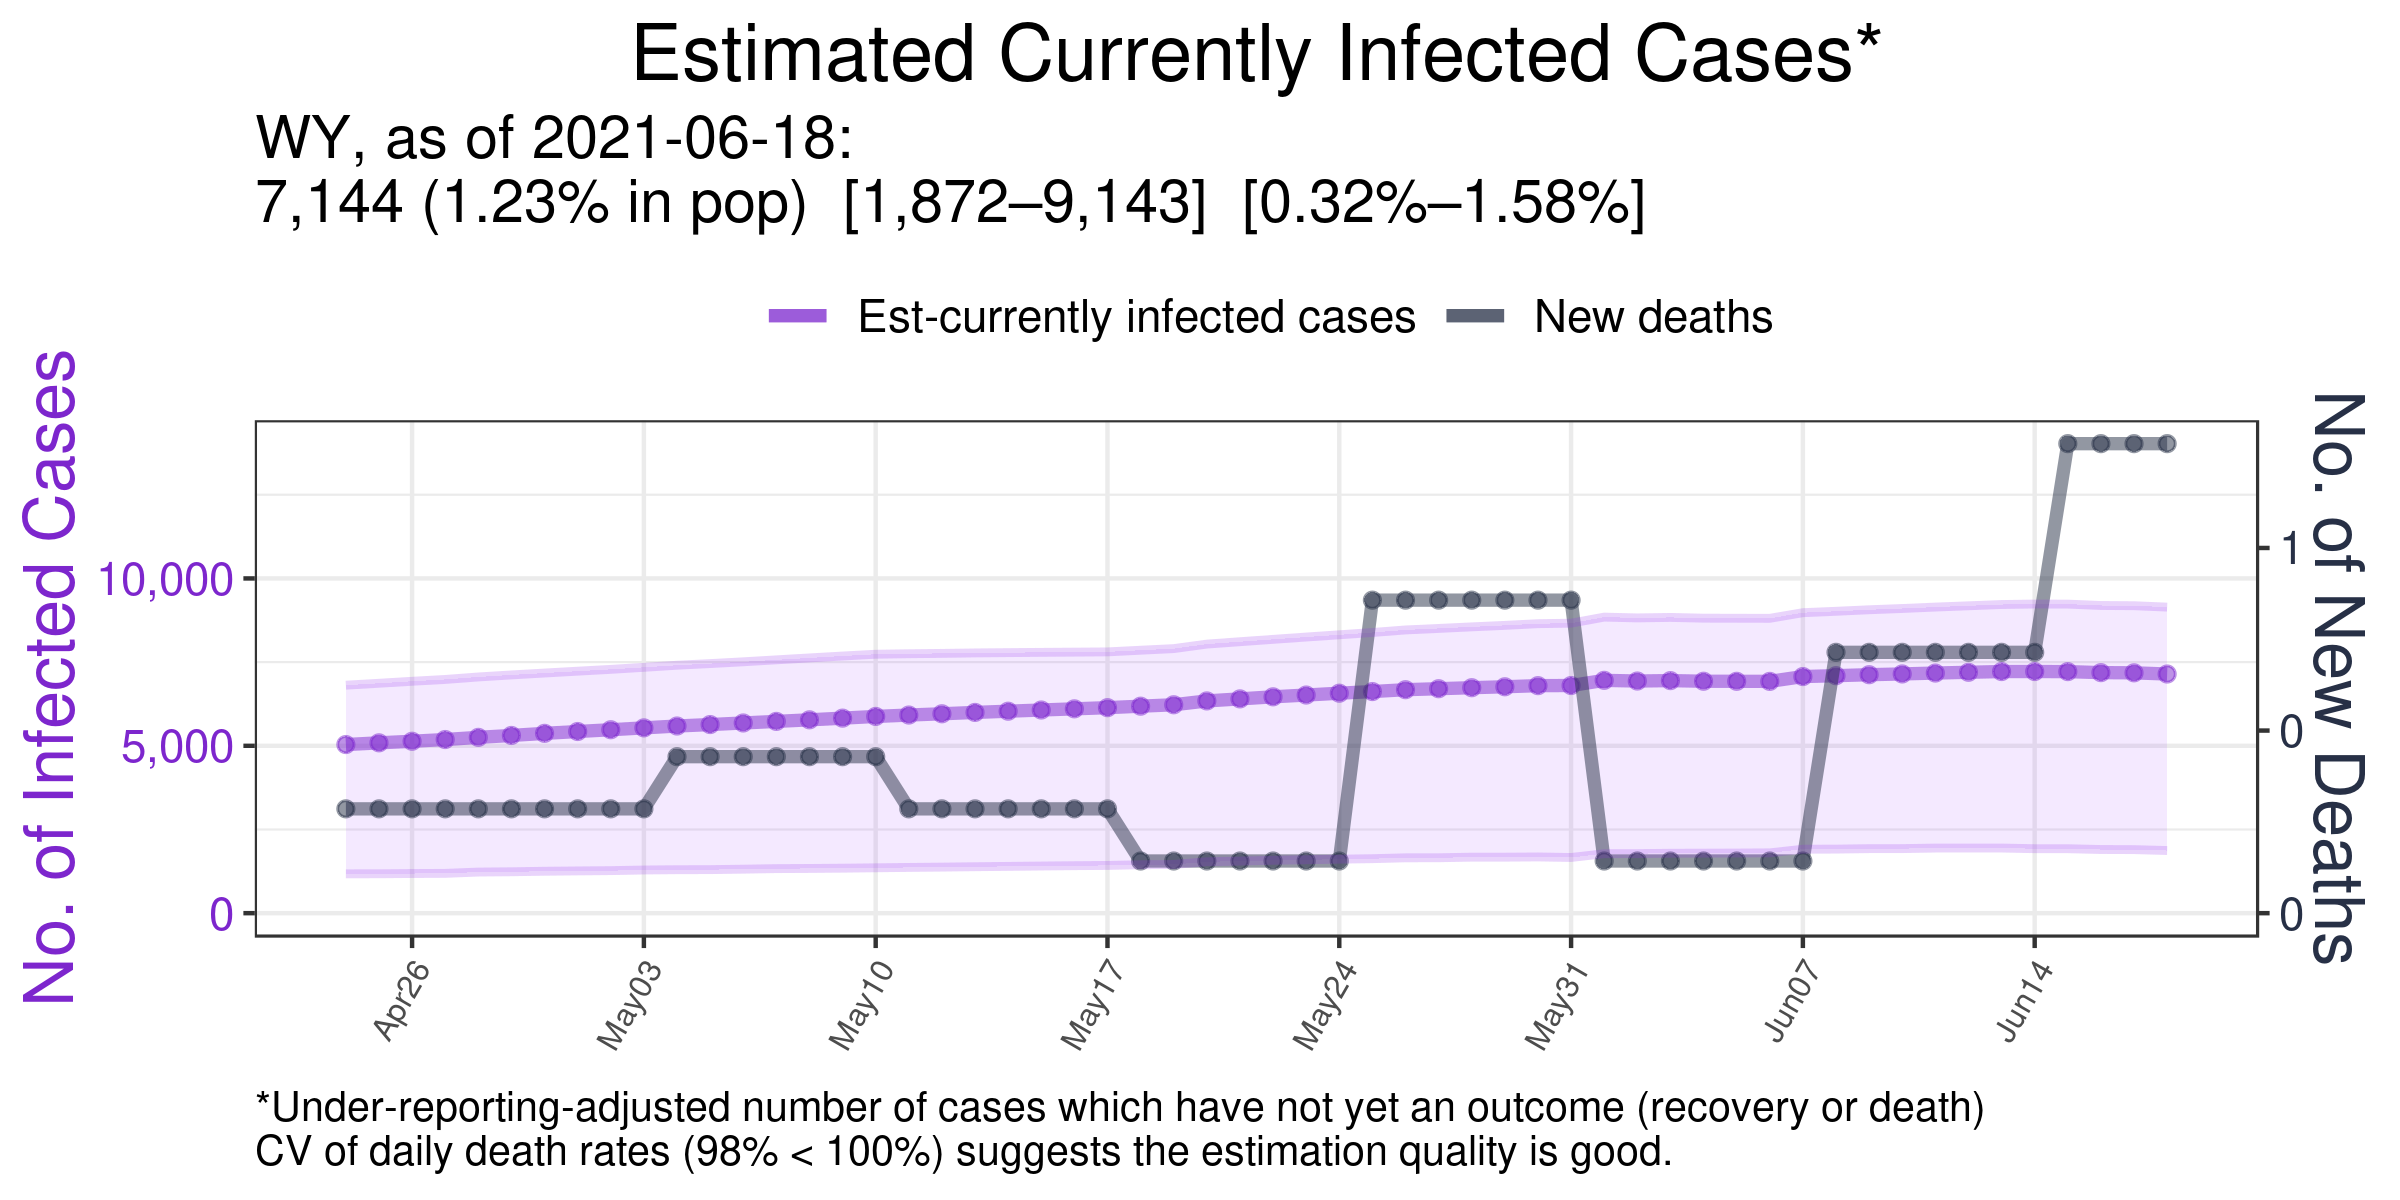 Estimated Currently Infected Cases*
WY, as of 2021-06-18:
7,144 (1.23% in pop)  [1,872–9,143]  [0.32%–1.58%]
Est-currently infected cases
New deaths
No. of Infected Cases
10,000
5,000
0
1
0
0
No. of New Deaths
Apr26
May03
May10
May17
May24
May31
Jun07
Jun14
*Under-reporting-adjusted number of cases which have not yet an outcome (recovery or death)
CV of daily death rates (98% < 100%) suggests the estimation quality is good.